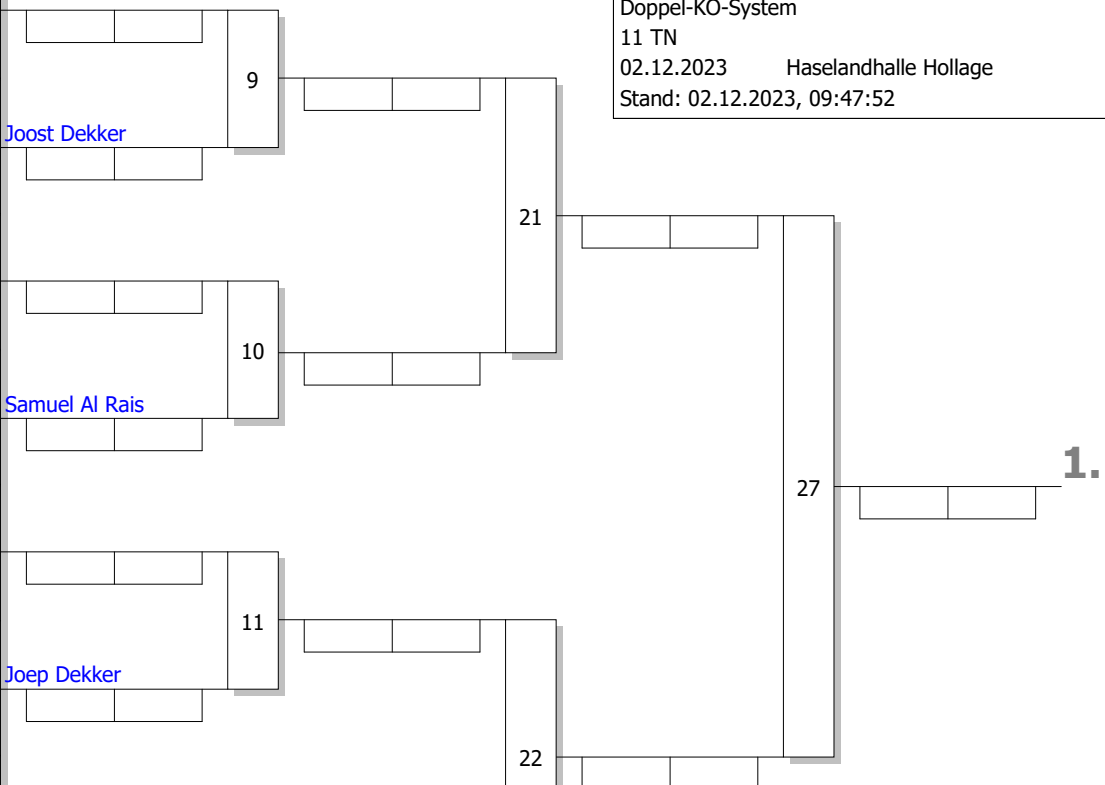 Doppel-KO-System
11 TN
02.12.2023 Haselandhalle Hollage
Stand: 02.12.2023, 09:47:52
9
Joost Dekker
21
10
Samuel Al Rais
1.
27
11
Joep Dekker
22